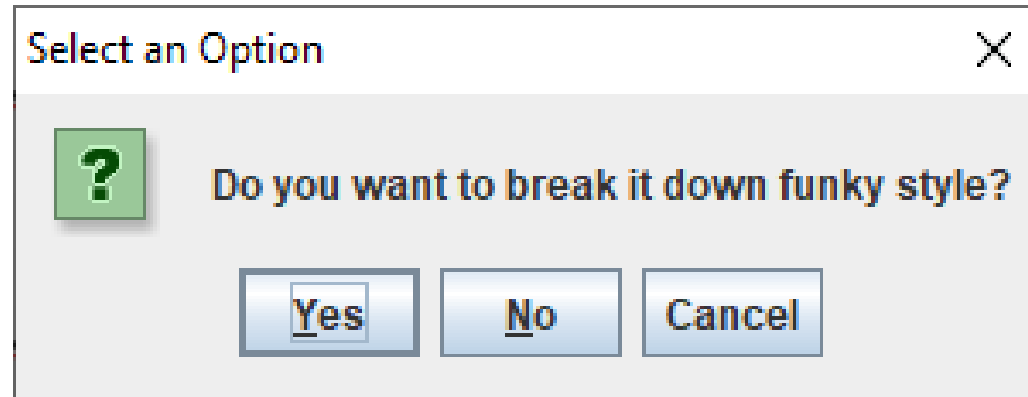 Select an Option
?
Do you want to break it down funky style?
Yes No Cancel